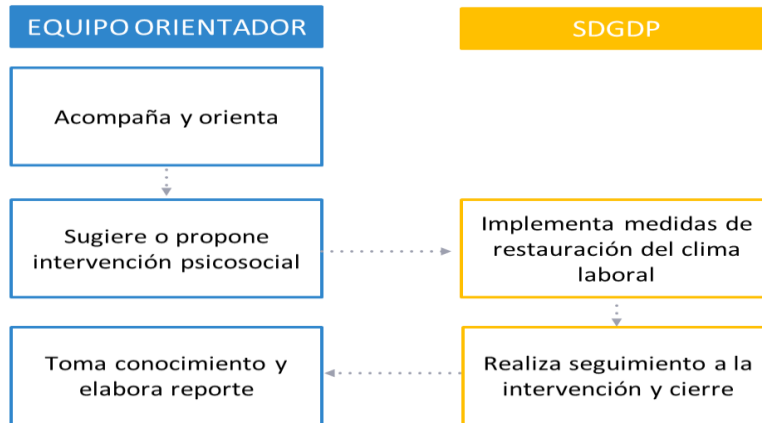 EQUIPO ORIENTADOR
SDGDP
Acompaña y orienta
Sugiere o propone
intervención psicosocial
Implementa medidas de
restauración del clima
laboral
Toma conocimiento y
elabora reporte
Realiza seguimiento a la
intervención y cierre